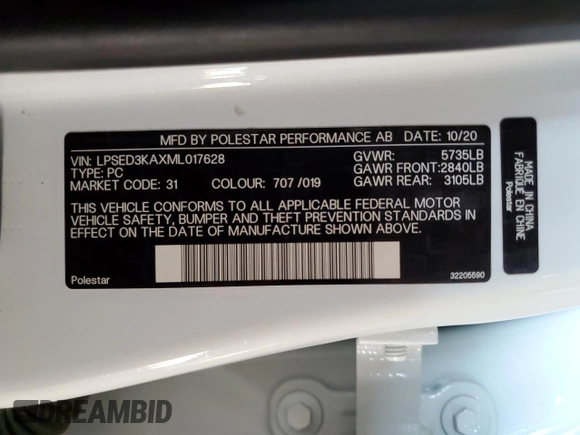 MFD BY POLESTAR PERFORMANCE AB DATE: 10/20
VIN: LPSED3KAXML017628 GVWR: 5735LB
TYPE: PC GAWR FRONT:2840LB
MARKET CODE: 31 COLOUR: 707/019 GAWR REAR: 3105LB
THIS VEHICLE CONFORMS TO ALL APPLICABLE FEDERAL MOTOR
VEHICLE SAFETY, BUMPER AND THEFT PREVENTION STANDARDS IN
EFFECT ON THE DATE OF MANUFACTURE SHOWN ABOVE.
Polestar 32205590
MADE IN CHINA
FABRIQUÉ EN CHINE
Polestar
DREAMBID